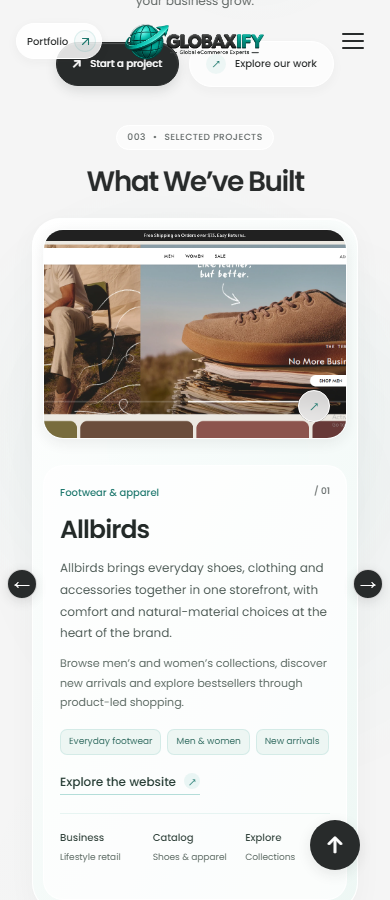 your business grow.
Portfolio
GLOBAXIFY
Global eCommerce Experts
Start a project
Explore our work
003 • SELECTED PROJECTS
What We’ve Built
Free Shipping on Orders over $75. Easy Returns.
MEN WOMEN SALE
Like leather,
but better.
No More Busin
SHOP MEN
Footwear & apparel
/ 01
Allbirds
Allbirds brings everyday shoes, clothing and
accessories together in one storefront, with
comfort and natural-material choices at the
heart of the brand.
Browse men’s and women’s collections, discover
new arrivals and explore bestsellers through
product-led shopping.
Everyday footwear
Men & women
New arrivals
Explore the website
Business Catalog Explore
Lifestyle retail Shoes & apparel Collections